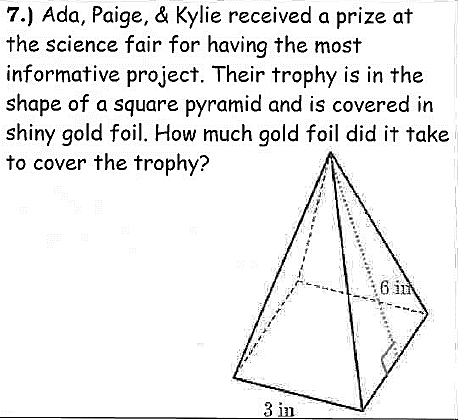 7.) Ada, Paige, & Kylie received a prize at
the science fair for having the most
informative project. Their trophy is in the
shape of a square pyramid and is covered in
shiny gold foil. How much gold foil did it take
to cover the trophy?
6 in
3 in